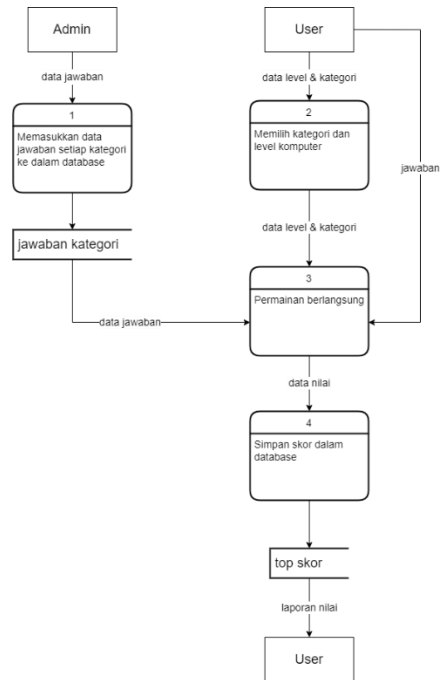 Admin
User
data jawaban
data level & kategori
1
Memasukkan data
jawaban setiap kategori
ke dalam database
2
Memilih kategori dan
level komputer
jawaban
jawaban kategori
data level & kategori
3
Permainan berlangsung
data jawaban
data nilai
4
Simpan skor dalam
database
top skor
laporan nilai
User